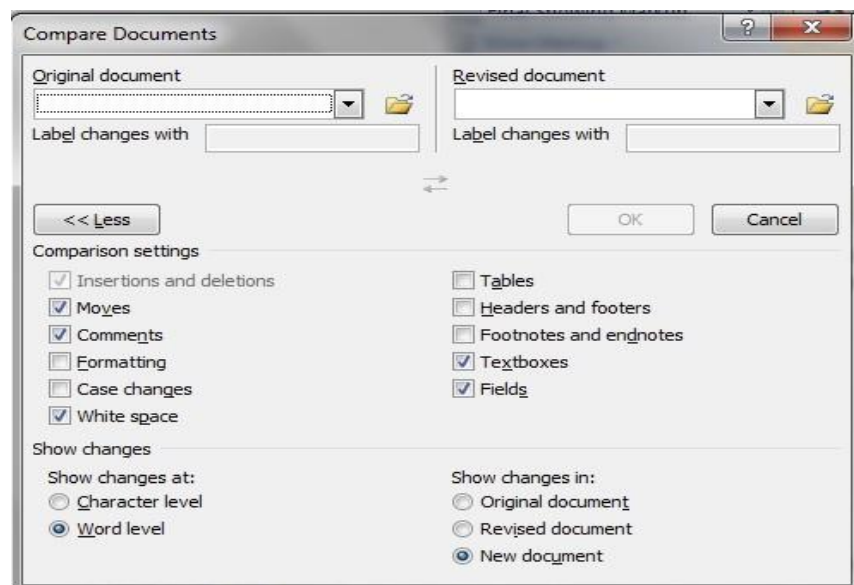 Compare Documents
Original document
Revised document
Label changes with
Label changes with
<< Less
OK
Cancel
Comparison settings
Insertions and deletions
Tables
Moves
Headers and footers
Comments
Footnotes and endnotes
Formatting
Textboxes
Case changes
Fields
White space
Show changes
Show changes at:
Show changes in:
Character level
Original document
Word level
Revised document
New document